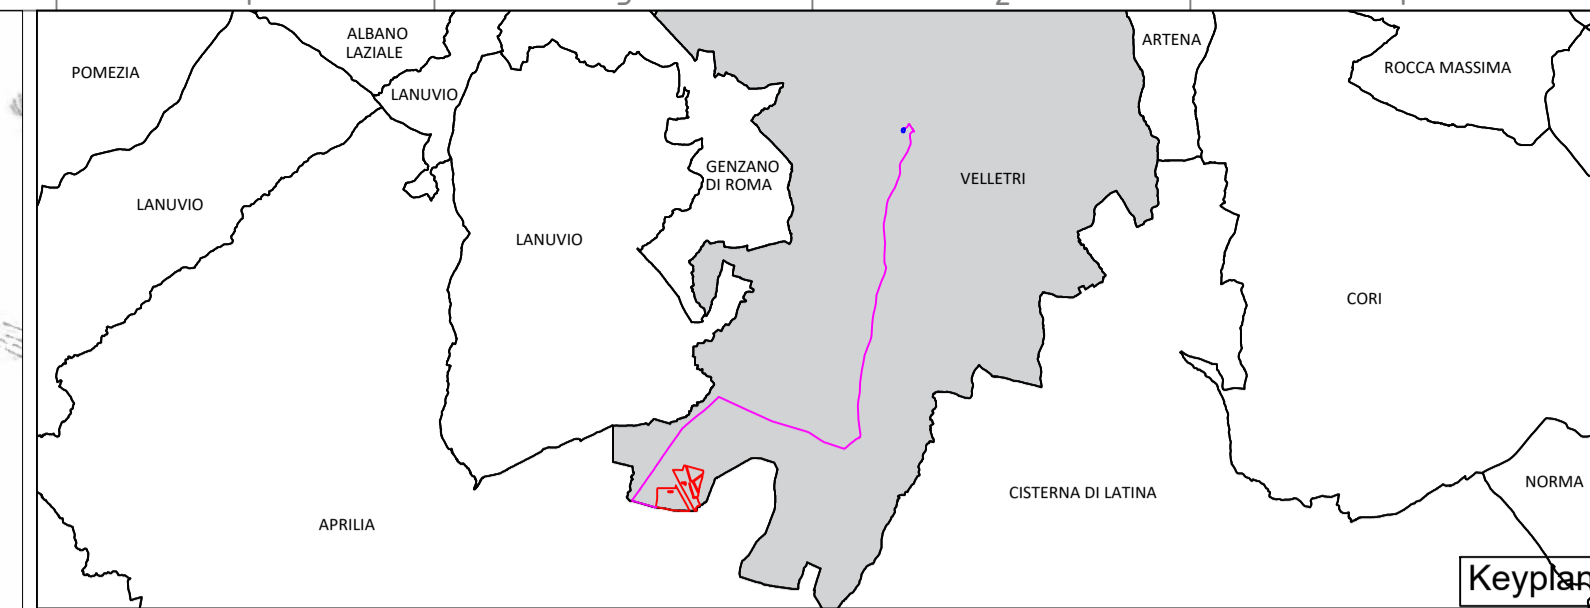 ALBANO
LAZIALE
ARTENA
POMEZIA
ROCCA MASSIMA
LANUVIO
GENZANO
DI ROMA
VELLETRI
LANUVIO
LANUVIO
CORI
NORMA
CISTERNA DI LATINA
APRILIA
Keyplan